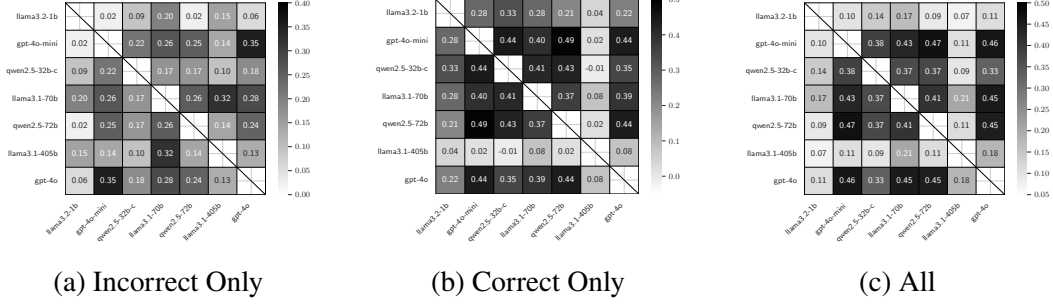 llama3.2-1b 0.02 0.09 0.20 0.02 0.15 0.06
gpt-4o-mini 0.02 0.22 0.26 0.25 0.14 0.35
qwen2.5-32b-c 0.09 0.22 0.17 0.17 0.10 0.18
llama3.1-70b 0.20 0.26 0.17 0.26 0.32 0.28
qwen2.5-72b 0.02 0.25 0.17 0.26 0.14 0.24
llama3.1-405b 0.15 0.14 0.10 0.32 0.14 0.13
gpt-4o 0.06 0.35 0.18 0.28 0.24 0.13
llama3.2-1b gpt-4o-mini qwen2.5-32b-c llama3.1-70b qwen2.5-72b llama3.1-405b gpt-4o
0.40
0.35
0.30
0.25
0.20
0.15
0.10
0.05
0.00
(a) Incorrect Only
llama3.2-1b 0.28 0.33 0.28 0.21 0.04 0.22
gpt-4o-mini 0.28 0.44 0.40 0.49 0.02 0.44
qwen2.5-32b-c 0.33 0.44 0.41 0.43 -0.01 0.35
llama3.1-70b 0.28 0.40 0.41 0.37 0.08 0.39
qwen2.5-72b 0.21 0.49 0.43 0.37 0.02 0.44
llama3.1-405b 0.04 0.02 -0.01 0.08 0.02 0.08
gpt-4o 0.22 0.44 0.35 0.39 0.44 0.08
llama3.2-1b gpt-4o-mini qwen2.5-32b-c llama3.1-70b qwen2.5-72b llama3.1-405b gpt-4o
0.4
0.3
0.2
0.1
0.0
(b) Correct Only
llama3.2-1b 0.10 0.14 0.17 0.09 0.07 0.11
gpt-4o-mini 0.10 0.38 0.43 0.47 0.11 0.46
qwen2.5-32b-c 0.14 0.38 0.37 0.37 0.09 0.33
llama3.1-70b 0.17 0.43 0.37 0.41 0.21 0.45
qwen2.5-72b 0.09 0.47 0.37 0.41 0.11 0.45
llama3.1-405b 0.07 0.11 0.09 0.21 0.11 0.18
gpt-4o 0.11 0.46 0.33 0.45 0.45 0.18
llama3.2-1b gpt-4o-mini qwen2.5-32b-c llama3.1-70b qwen2.5-72b llama3.1-405b gpt-4o
0.50
0.45
0.40
0.35
0.30
0.25
0.20
0.15
0.10
0.05
(c) All